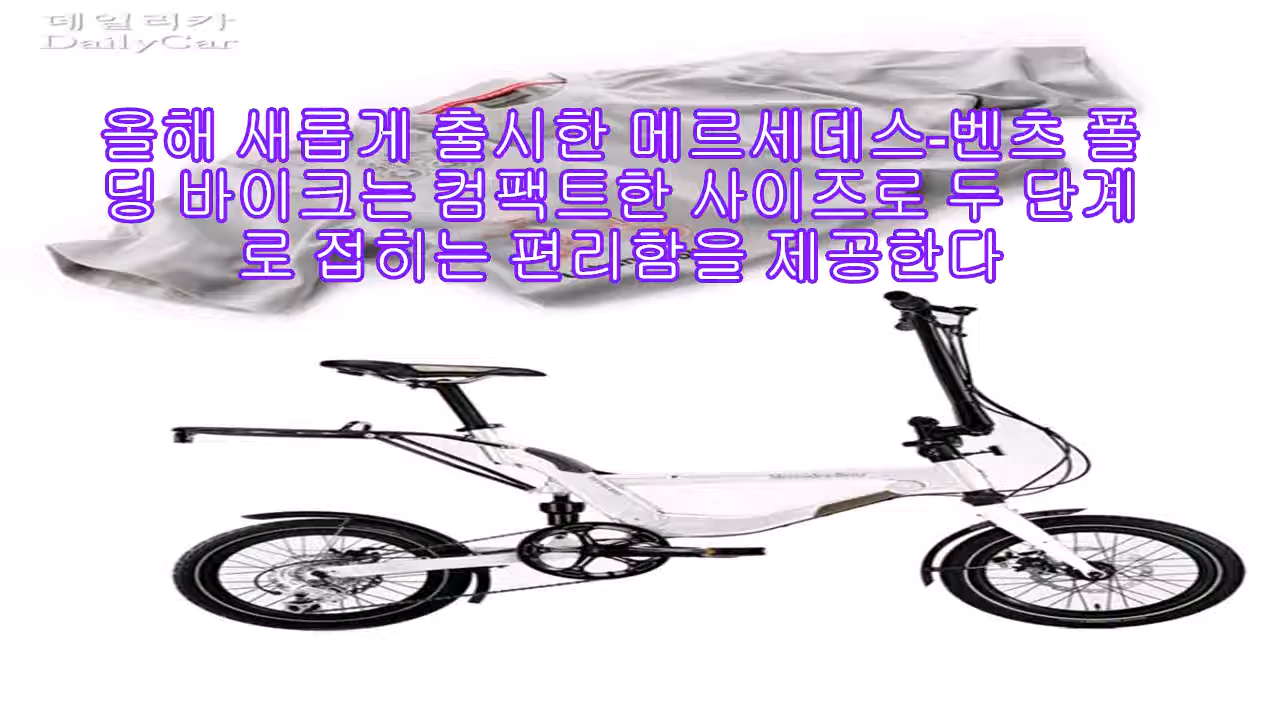 데일리카
DailyCar
올해 새롭게 출시한 메르세데스-벤츠 폴
딩 바이크는 컴팩트한 사이즈로 두 단계
로 접히는 편리함을 제공한다
Mercedes-Benz